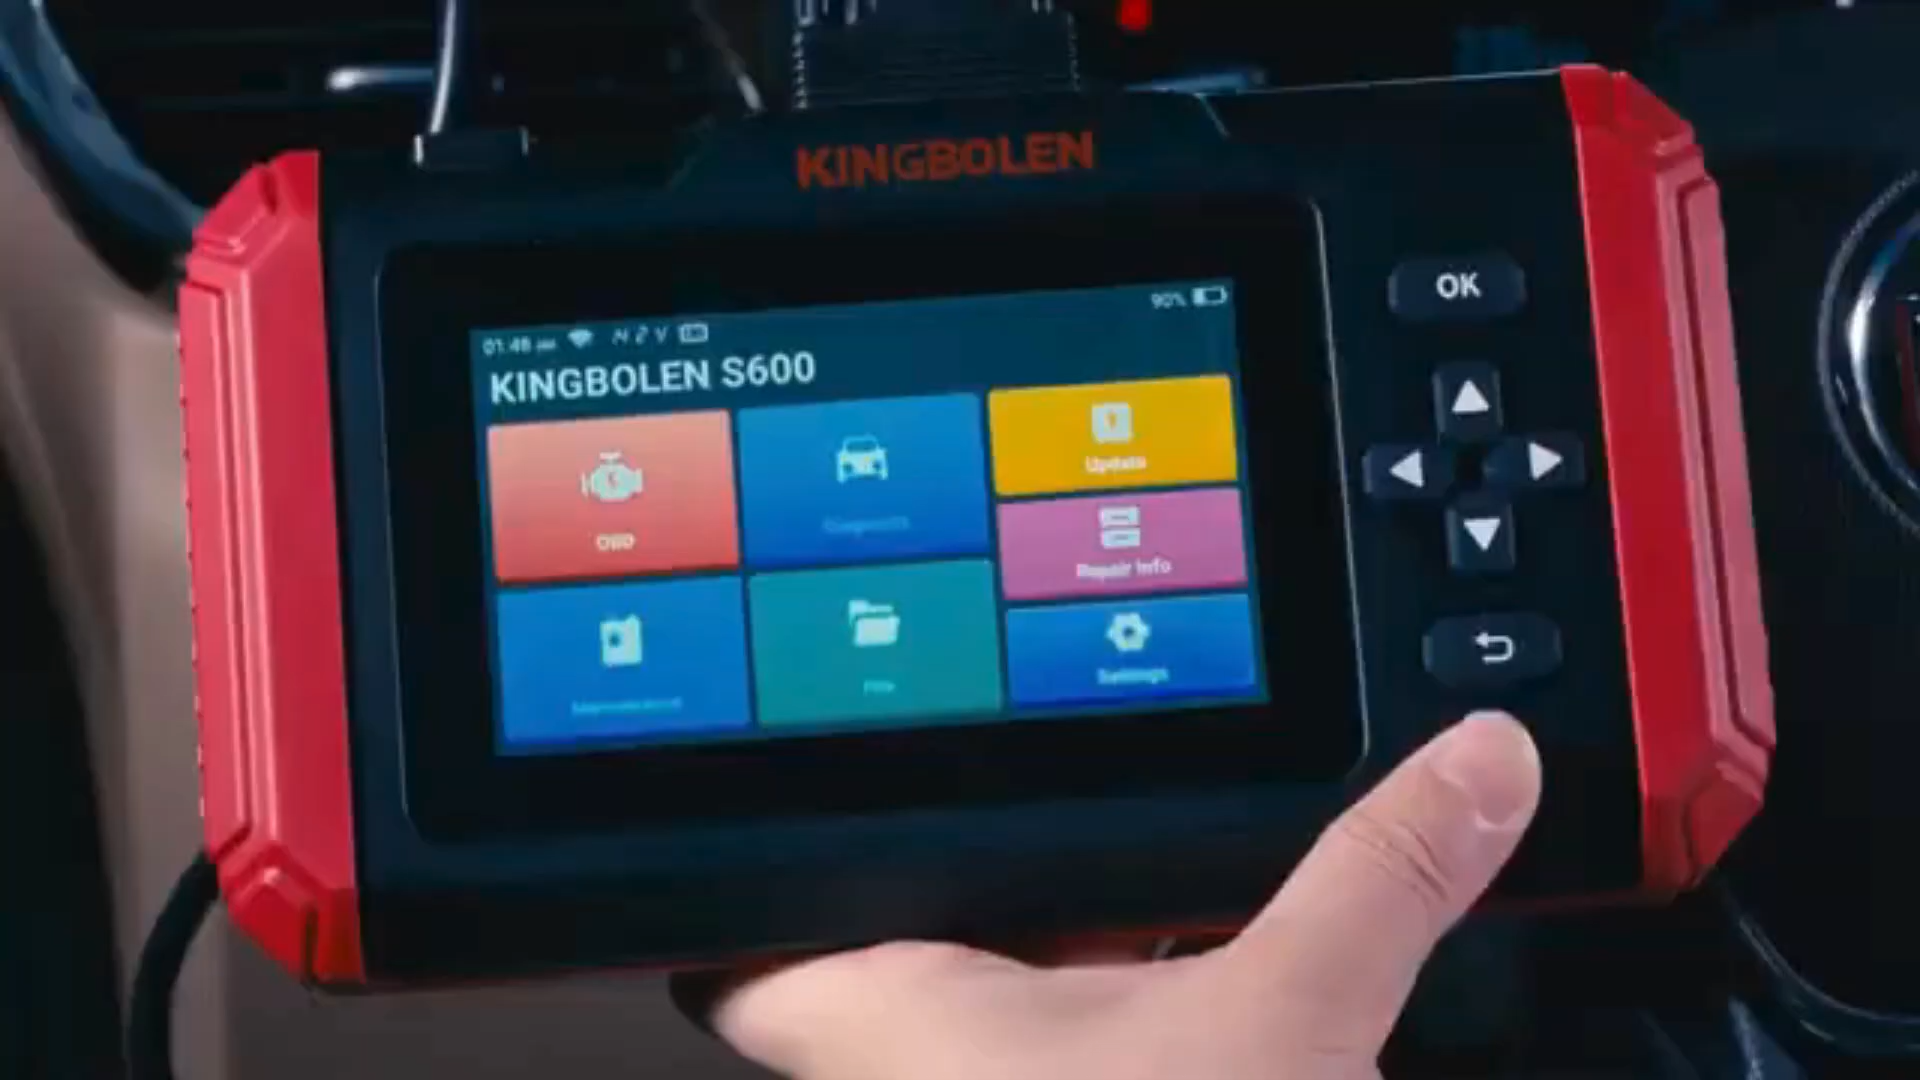 KINGBOLEN
90%
KINGBOLEN S600
OBD
Update
Repair Info
Settings
File
OK